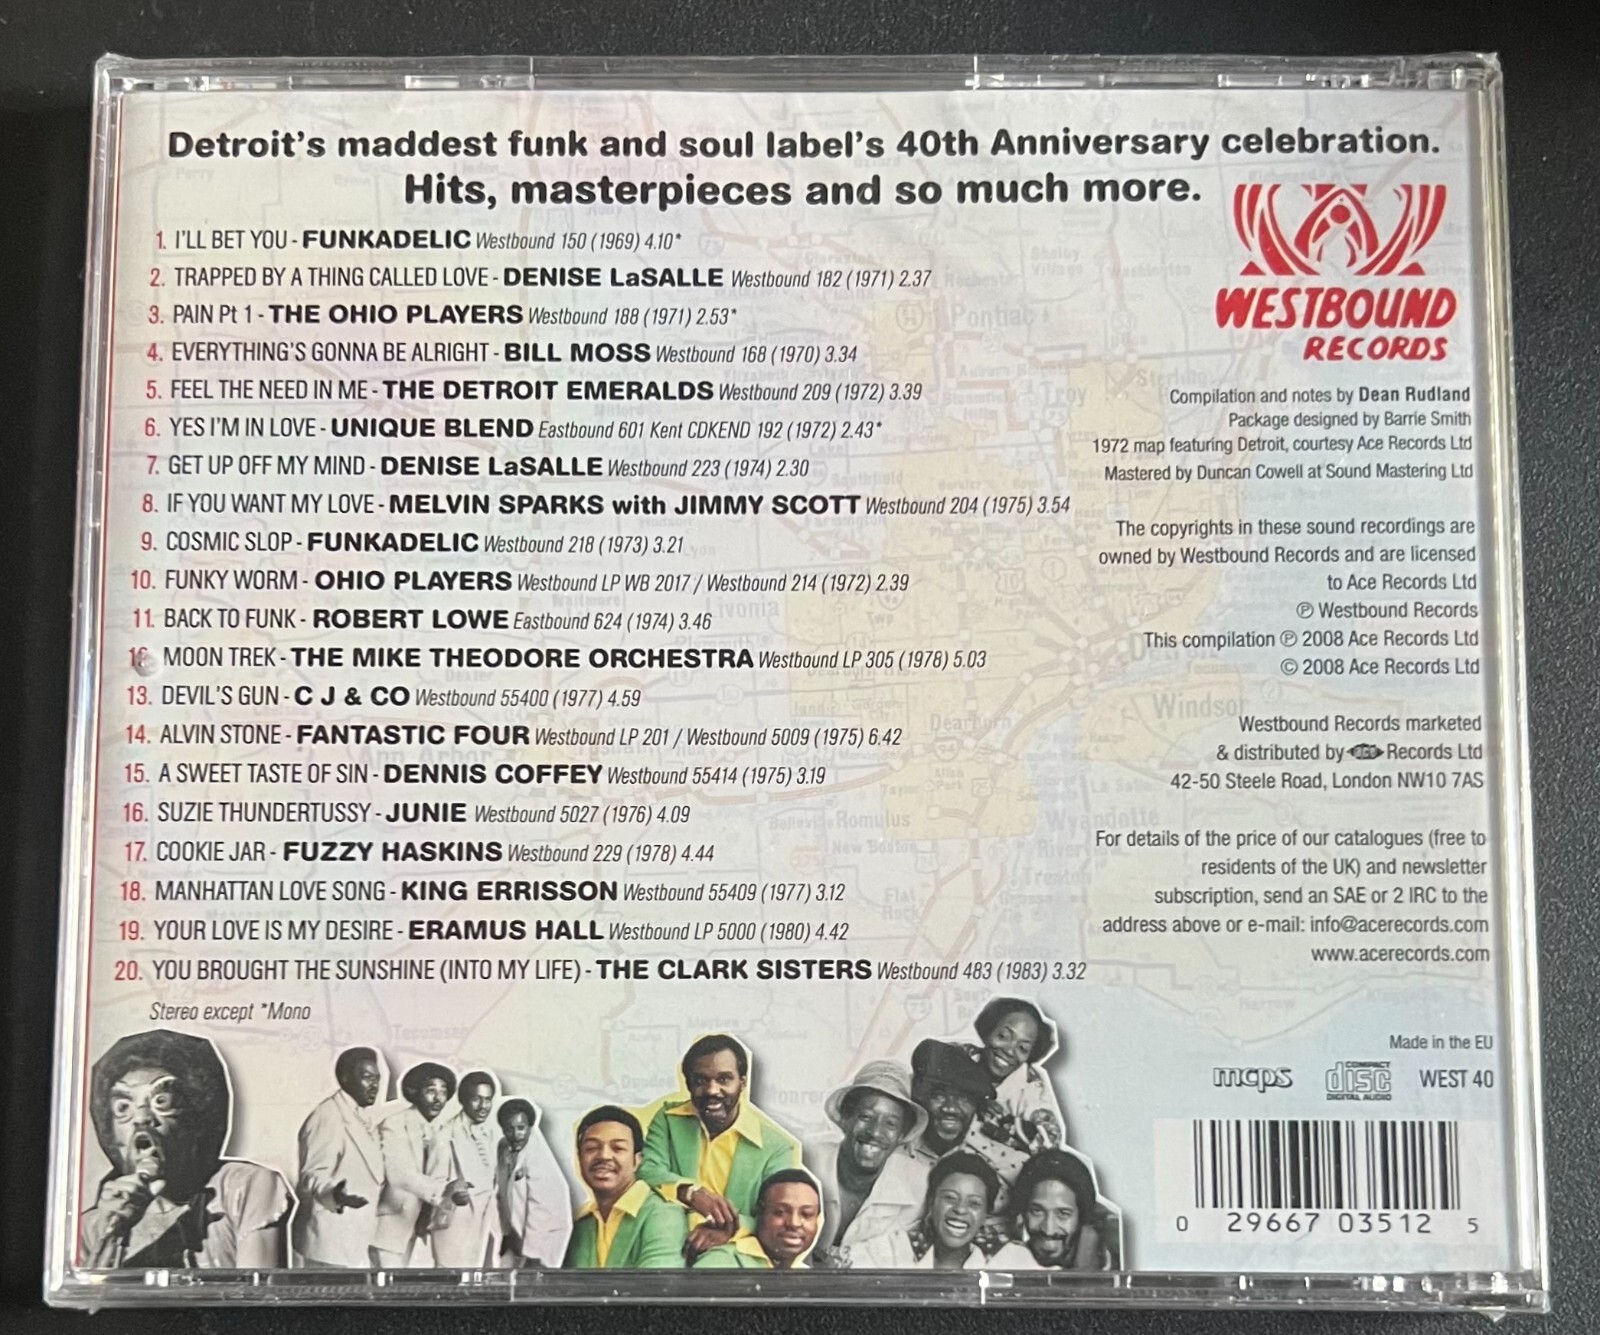 Detroit's maddest funk and soul label's 40th Anniversary celebration.
Hits, masterpieces and so much more.
1. I'LL BET YOU - FUNKADELIC Westbound 150 (1969) 4.10*
2. TRAPPED BY A THING CALLED LOVE - DENISE LaSALLE Westbound 182 (1971) 2.37
3. PAIN Pt 1 - THE OHIO PLAYERS Westbound 188 (1971) 2.53*
4. EVERYTHING'S GONNA BE ALRIGHT - BILL MOSS Westbound 168 (1970) 3.34
5. FEEL THE NEED IN ME - THE DETROIT EMERALDS Westbound 209 (1972) 3.39
6. YES I'M IN LOVE - UNIQUE BLEND Eastbound 601 Kent CDKEND 192 (1972) 2.43*
7. GET UP OFF MY MIND - DENISE LaSALLE Westbound 223 (1974) 2.30
8. IF YOU WANT MY LOVE - MELVIN SPARKS with JIMMY SCOTT Westbound 204 (1975) 3.54
9. COSMIC SLOP - FUNKADELIC Westbound 218 (1973) 3.21
10. FUNKY WORM - OHIO PLAYERS Westbound LP WB 2017 / Westbound 214 (1972) 2.39
11. BACK TO FUNK - ROBERT LOWE Eastbound 624 (1974) 3.46
MOON TREK - THE MIKE THEODORE ORCHESTRA Westbound LP 305 (1978) 5.03
13. DEVIL'S GUN - C J & CO Westbound 55400 (1977) 4.59
14. ALVIN STONE - FANTASTIC FOUR Westbound LP 201 / Westbound 5009 (1975) 6.42
15. A SWEET TASTE OF SIN - DENNIS COFFEY Westbound 55414 (1975) 3.19
16. SUZIE THUNDERTUSSY - JUNIE Westbound 5027 (1976) 4.09
17. COOKIE JAR - FUZZY HASKINS Westbound 229 (1978) 4.44
18. MANHATTAN LOVE SONG - KING ERRISSON Westbound 55409 (1977) 3.12
19. YOUR LOVE IS MY DESIRE - ERAMUS HALL Westbound LP 5000 (1980) 4.42
20. YOU BROUGHT THE SUNSHINE (INTO MY LIFE) - THE CLARK SISTERS Westbound 483 (1983) 3.32
Stereo except *Mono
WESTBOUND
RECORDS
Compilation and notes by Dean Rudland
Package designed by Barrie Smith
1972 map featuring Detroit, courtesy Ace Records Ltd
Mastered by Duncan Cowell at Sound Mastering Ltd
The copyrights in these sound recordings are
owned by Westbound Records and are licensed
to Ace Records Ltd
℗ Westbound Records
This compilation ℗ 2008 Ace Records Ltd
© 2008 Ace Records Ltd
Westbound Records marketed
& distributed by Records Ltd
42-50 Steele Road, London NW10 7AS
For details of the price of our catalogues (free to
residents of the UK) and newsletter
subscription, send an SAE or 2 IRC to the
address above or e-mail: info@acerecords.com
www.acerecords.com
Made in the EU
mcps COMPACT disc DIGITAL AUDIO WEST 40
0 29667 03512 5
Pontiac
Troy
Livonia
Dearborn
Windsor
Romulus
Wyandotte